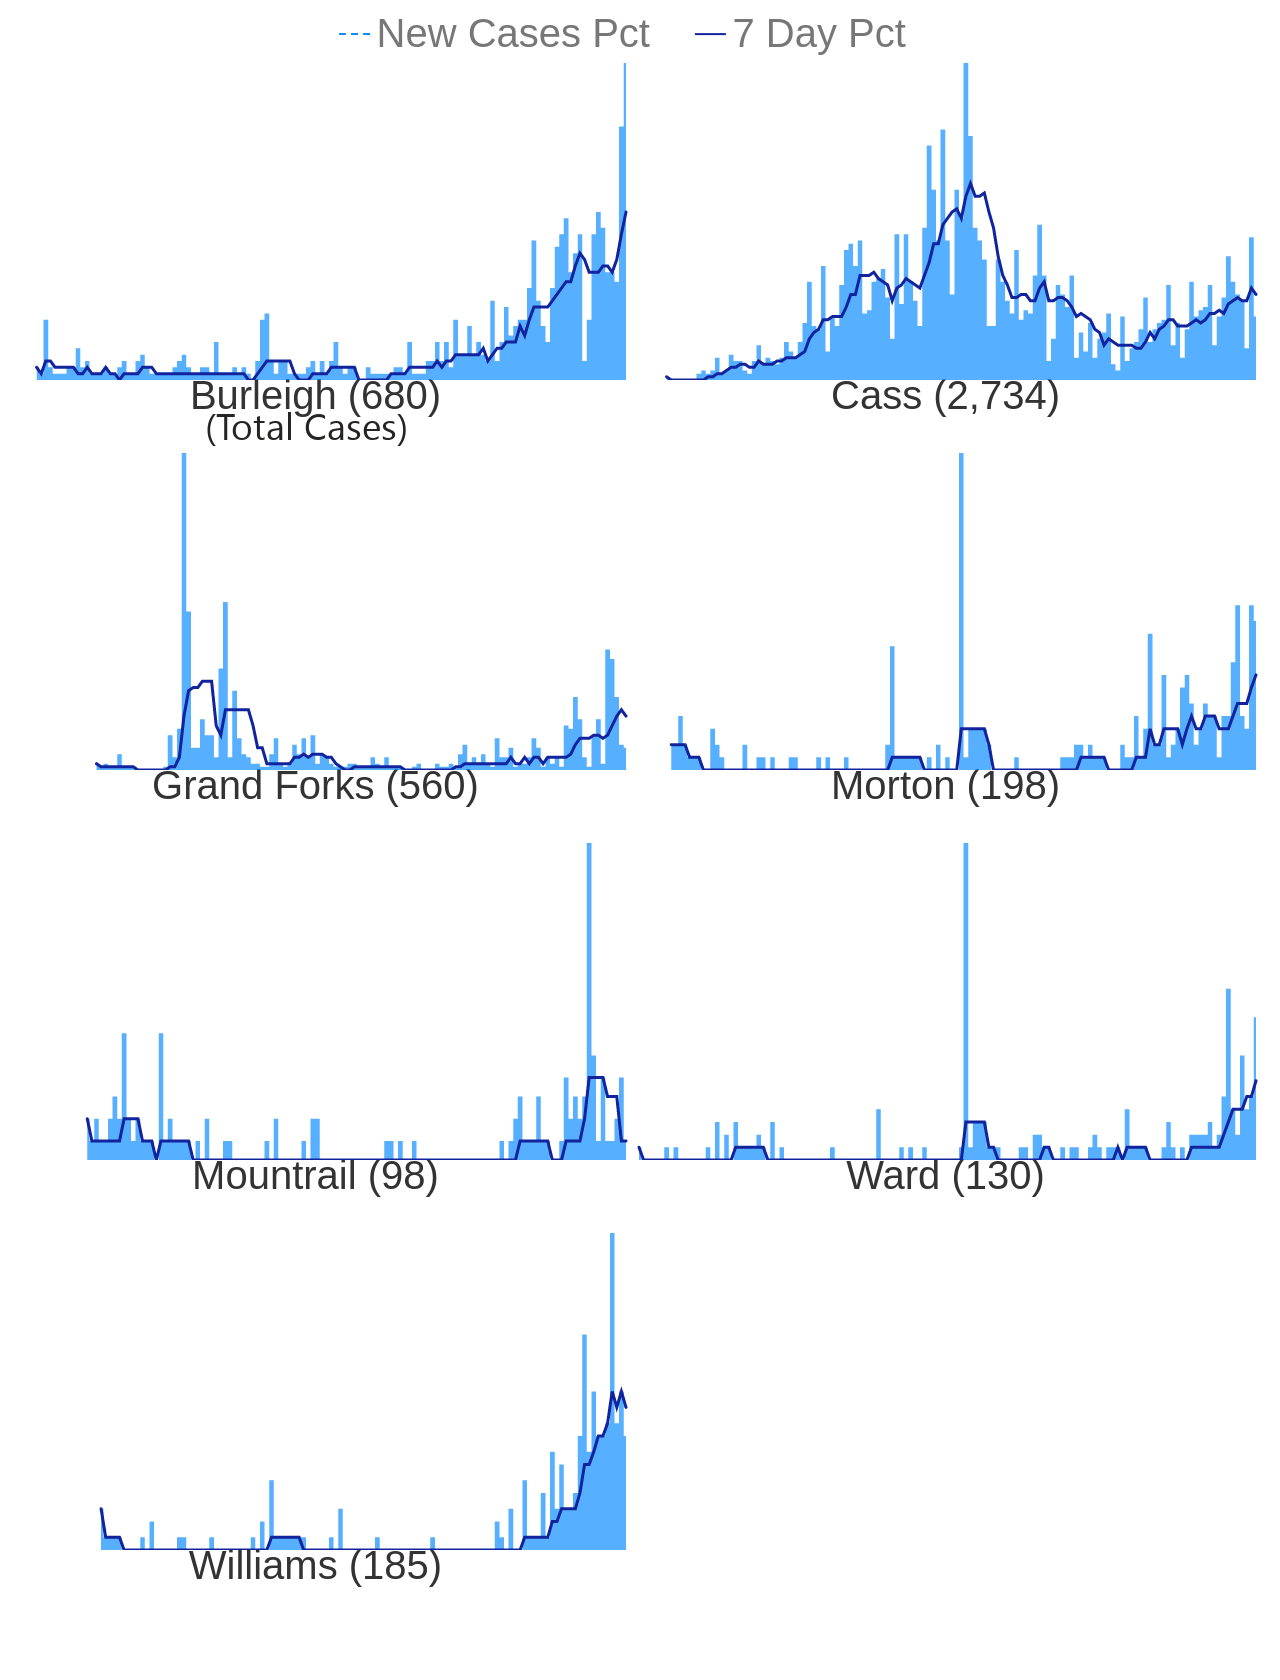 New Cases Pct 7 Day Pct
Burleigh (680) Cass (2,734)
(Total Cases)
Grand Forks (560) Morton (198)
Mountrail (98) Ward (130)
Williams (185)